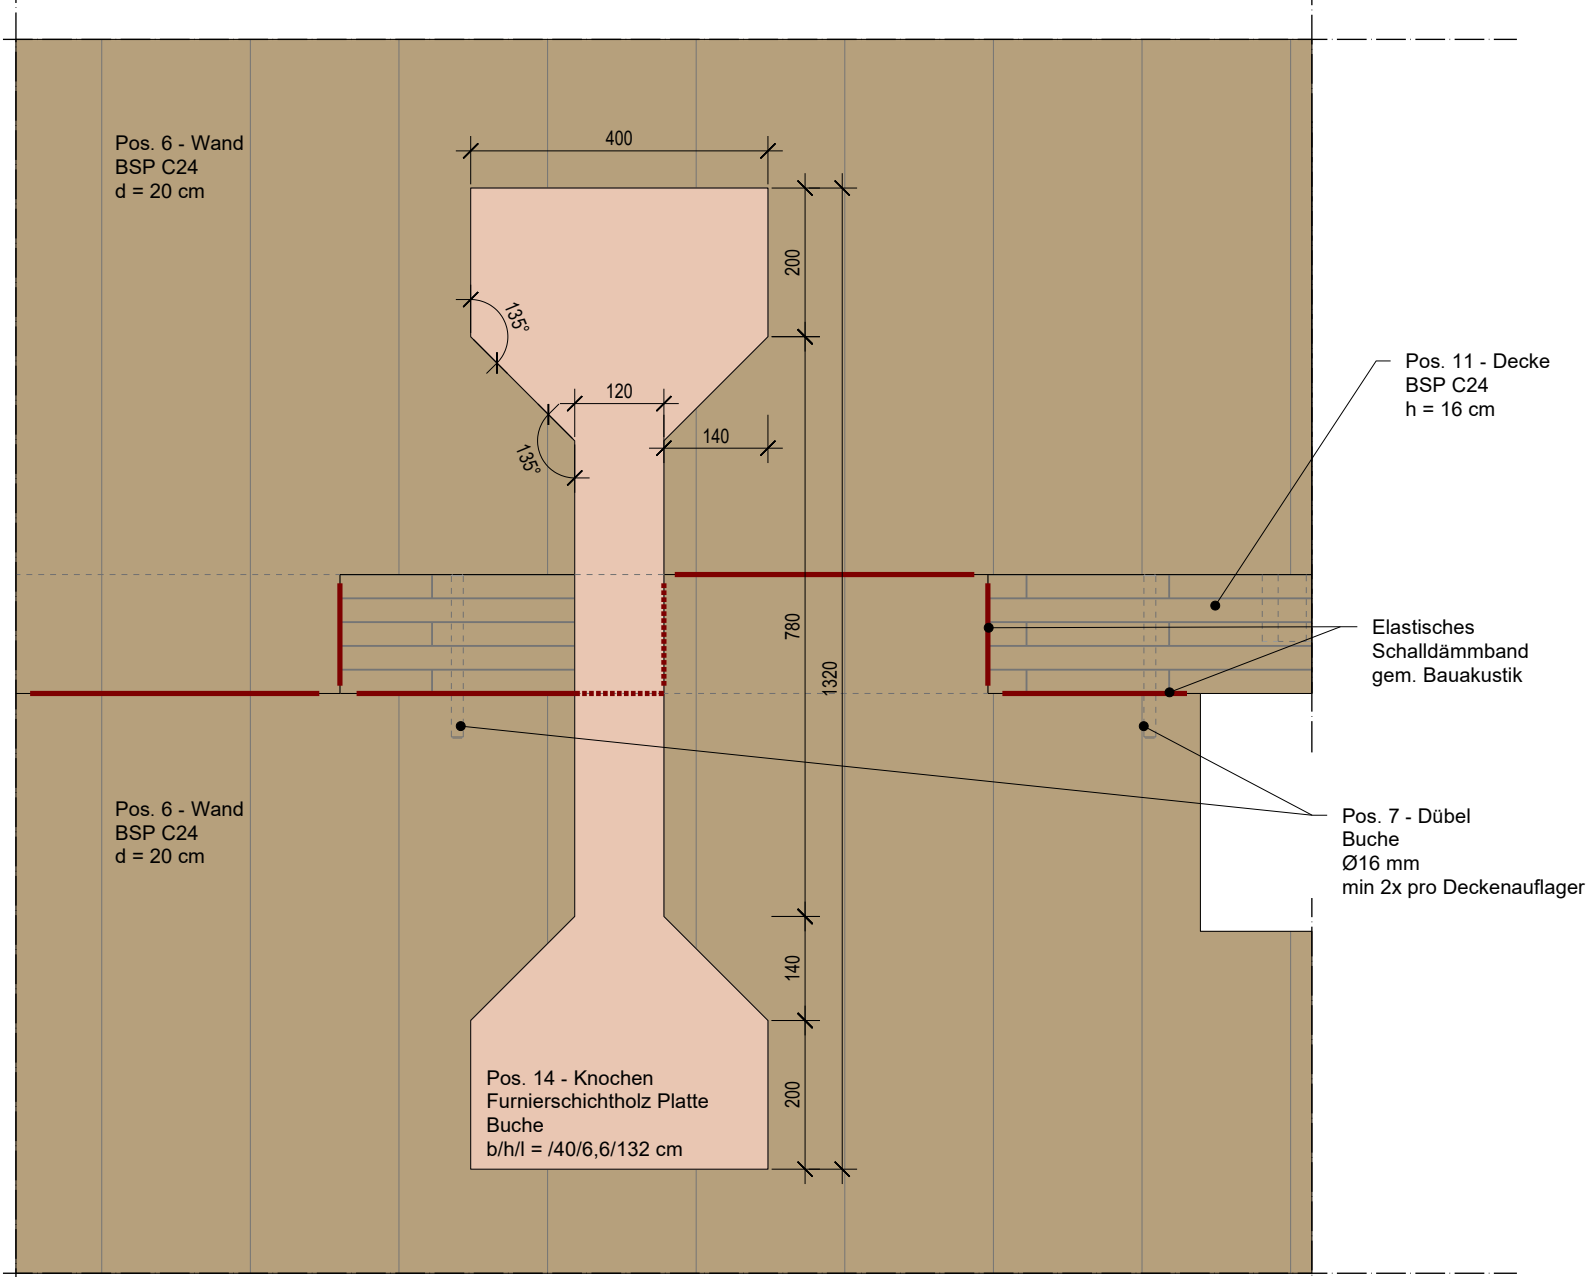 Pos. 6 - Wand
BSP C24
d = 20 cm
400
200
135°
120
140
135°
Pos. 11 - Decke
BSP C24
h = 16 cm
780
1320
Elastisches
Schalldämmband
gem. Bauakustik
Pos. 6 - Wand
BSP C24
d = 20 cm
Pos. 7 - Dübel
Buche
Ø16 mm
min 2x pro Deckenauflager
140
200
Pos. 14 - Knochen
Furnierschichtholz Platte
Buche
b/h/l = /40/6,6/132 cm